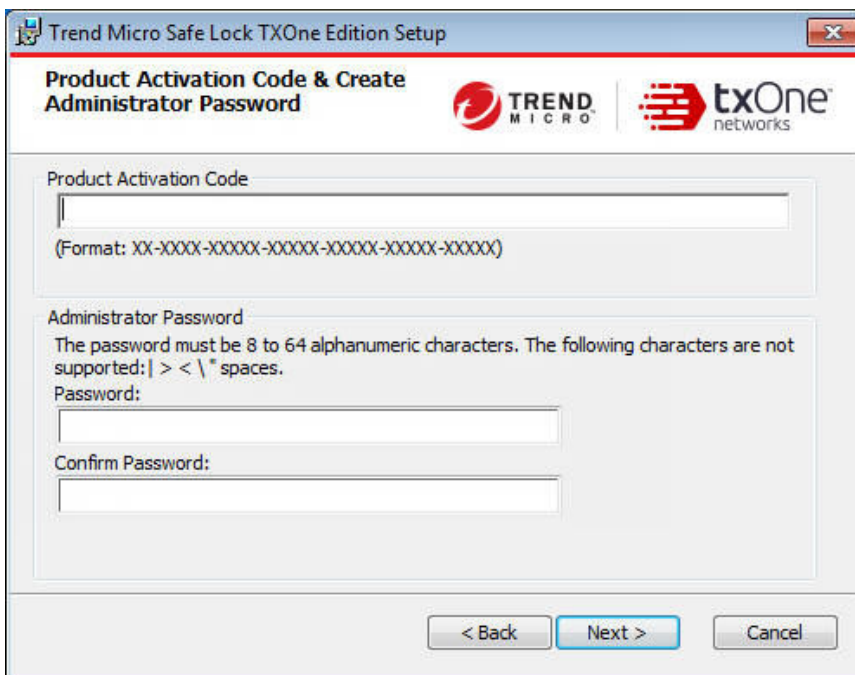 Trend Micro Safe Lock TXOne Edition Setup
Product Activation Code & Create
Administrator Password
TREND
MICRO
txOne
networks
Product Activation Code
(Format: XX-XXXX-XXXXX-XXXXX-XXXXX-XXXXX-XXXXX)
Administrator Password
The password must be 8 to 64 alphanumeric characters. The following characters are not
supported:| > < \ " spaces.
Password:
Confirm Password:
< Back
Next >
Cancel